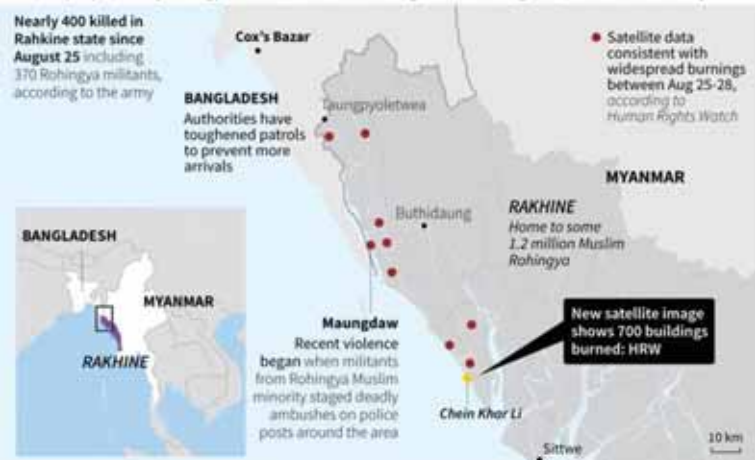 Nearly 400 killed in
Rahkine state since
August 25 including
370 Rohingya militants,
according to the army
Cox's Bazar
Satellite data
consistent with
widespread burnings
between Aug 25-28,
according to
Human Rights Watch
BANGLADESH
Authorities have
toughened patrols
to prevent more
arrivals
Taungpyoletwea
MYANMAR
Buthidaung
RAKHINE
Home to some
1.2 million Muslim
Rohingya
BANGLADESH
MYANMAR
RAKHINE
Maungdaw
Recent violence
began when militants
from Rohingya Muslim
minority staged deadly
ambushes on police
posts around the area
New satellite image
shows 700 buildings
burned: HRW
Chein Khar Li
Sittwe
10 km